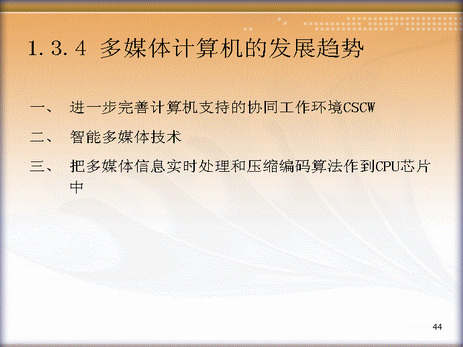 1.3.4 多媒体计算机的发展趋势
一、 进一步完善计算机支持的协同工作环境CSCW
二、 智能多媒体技术
三、 把多媒体信息实时处理和压缩编码算法作到CPU芯片
中
44